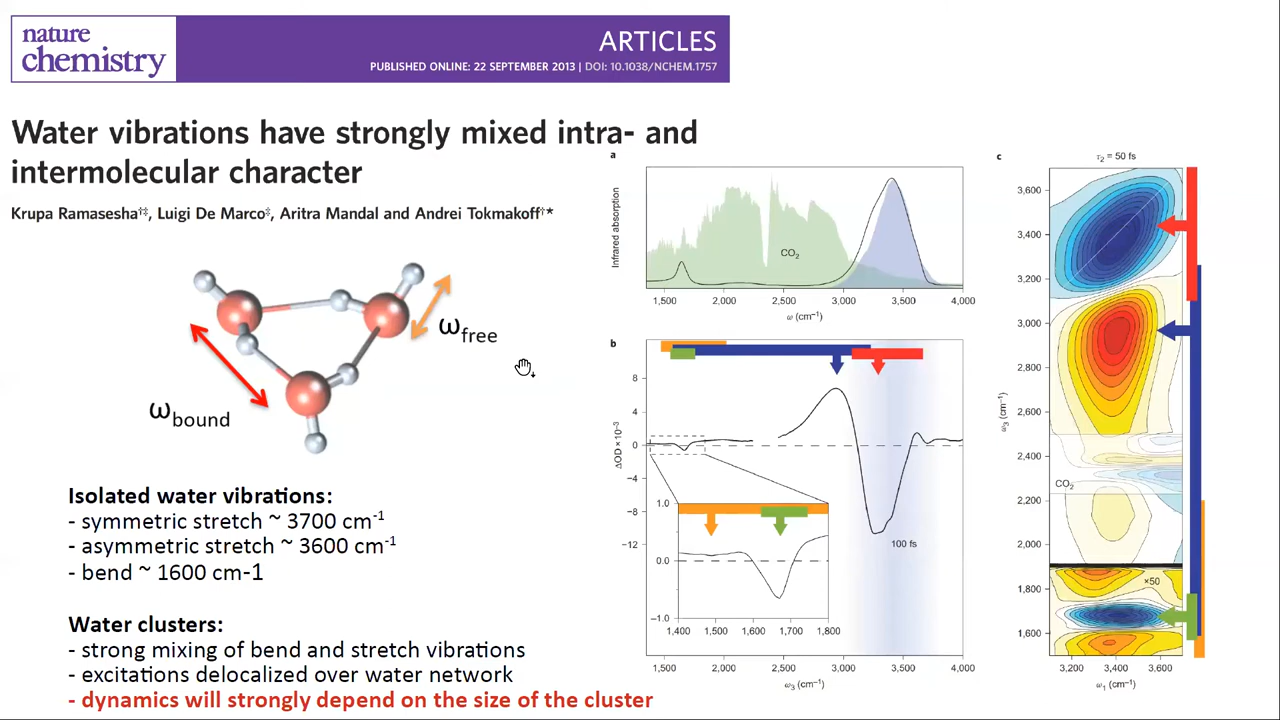 nature
chemistry
ARTICLES
PUBLISHED ONLINE: 22 SEPTEMBER 2013 | DOI: 10.1038/NCHEM.1757
Water vibrations have strongly mixed intra- and
intermolecular character
Krupa Ramasesha†‡, Luigi De Marco‡, Aritra Mandal and Andrei Tokmakoff†*
ω_free
ω_bound
Isolated water vibrations:
- symmetric stretch ~ 3700 cm⁻¹
- asymmetric stretch ~ 3600 cm⁻¹
- bend ~ 1600 cm-1
Water clusters:
- strong mixing of bend and stretch vibrations
- excitations delocalized over water network
- dynamics will strongly depend on the size of the cluster
a
Infrared absorption
CO₂
1,500 2,000 2,500 3,000 3,500 4,000
ω (cm⁻¹)
b
ΔOD ×10⁻³
8
4
0
−4
−8
−12
100 fs
1.0
0.0
−1.0
1,400 1,500 1,600 1,700 1,800
1,500 2,000 2,500 3,000 3,500 4,000
ω₃ (cm⁻¹)
c
τ₂ = 50 fs
ω₃ (cm⁻¹)
3,600
3,400
3,200
3,000
2,800
2,600
2,400
CO₂
2,200
2,000
1,800
×50
1,600
3,200 3,400 3,600
ω₁ (cm⁻¹)